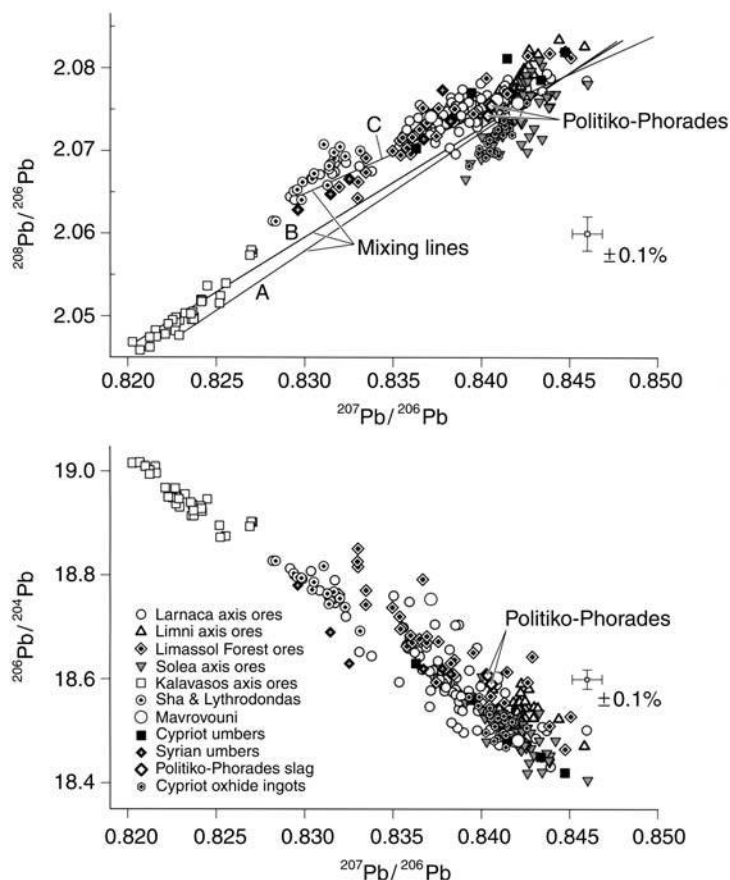 2.08
2.07
2.06
2.05
²⁰⁸Pb/²⁰⁶Pb
C
B
A
Politiko-Phorades
Mixing lines
±0.1%
0.820 0.825 0.830 0.835 0.840 0.845 0.850
²⁰⁷Pb/²⁰⁶Pb
19.0
18.8
18.6
18.4
²⁰⁶Pb/²⁰⁴Pb
Politiko-Phorades
±0.1%
Larnaca axis ores
Limni axis ores
Limassol Forest ores
Solea axis ores
Kalavasos axis ores
Sha & Lythrodondas
Mavrovouni
Cypriot umbers
Syrian umbers
Politiko-Phorades slag
Cypriot oxhide ingots
0.820 0.825 0.830 0.835 0.840 0.845 0.850
²⁰⁷Pb/²⁰⁶Pb